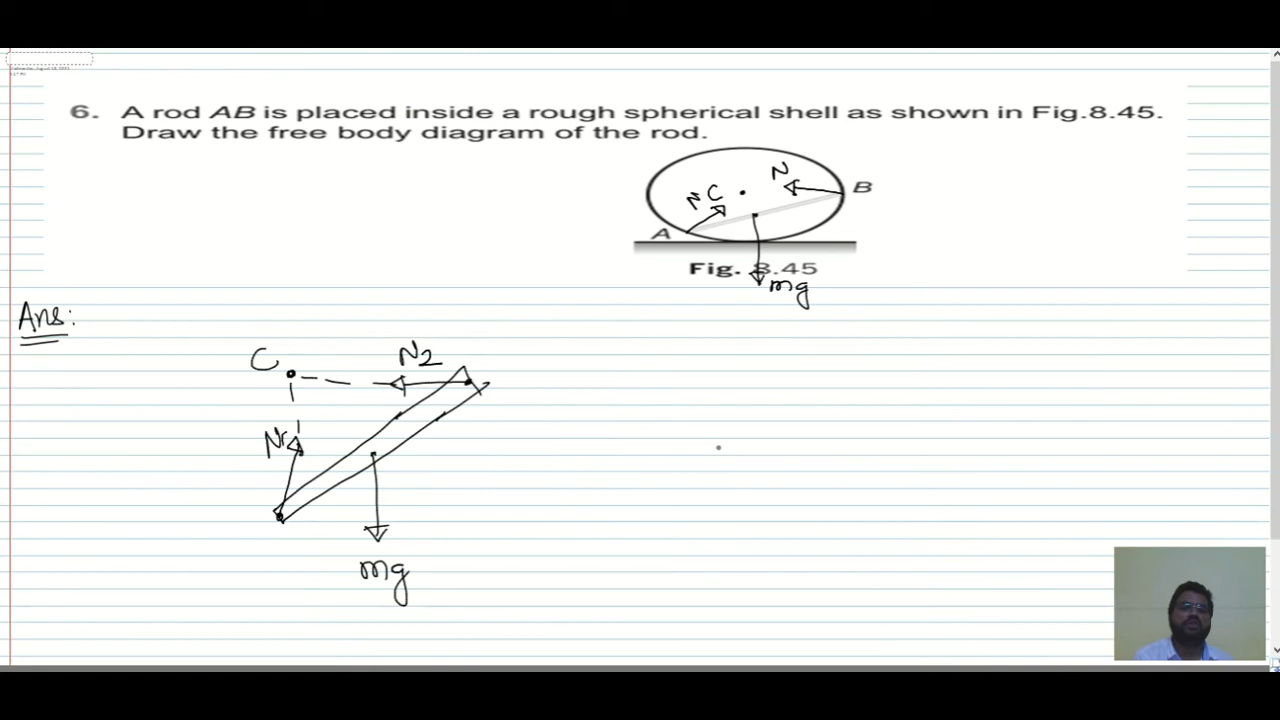 6. A rod AB is placed inside a rough spherical shell as shown in Fig.8.45.
Draw the free body diagram of the rod.
N
N C
B
A
Fig. 8.45
mg
Ans:
C
N2
N1
mg